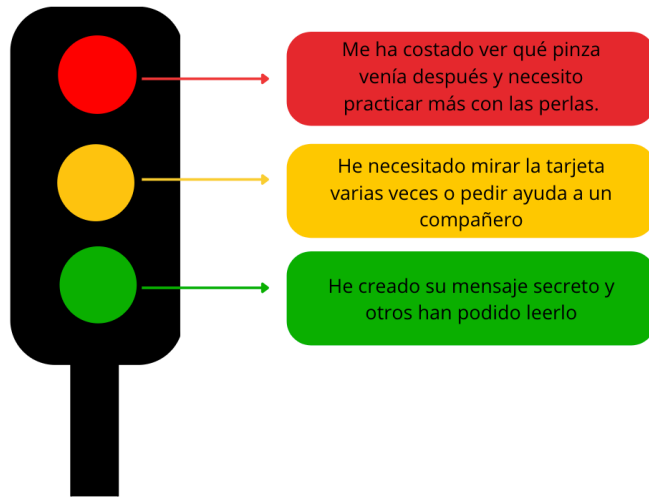 Me ha costado ver qué pinza
venía después y necesito
practicar más con las perlas.
He necesitado mirar la tarjeta
varias veces o pedir ayuda a un
compañero
He creado su mensaje secreto y
otros han podido leerlo